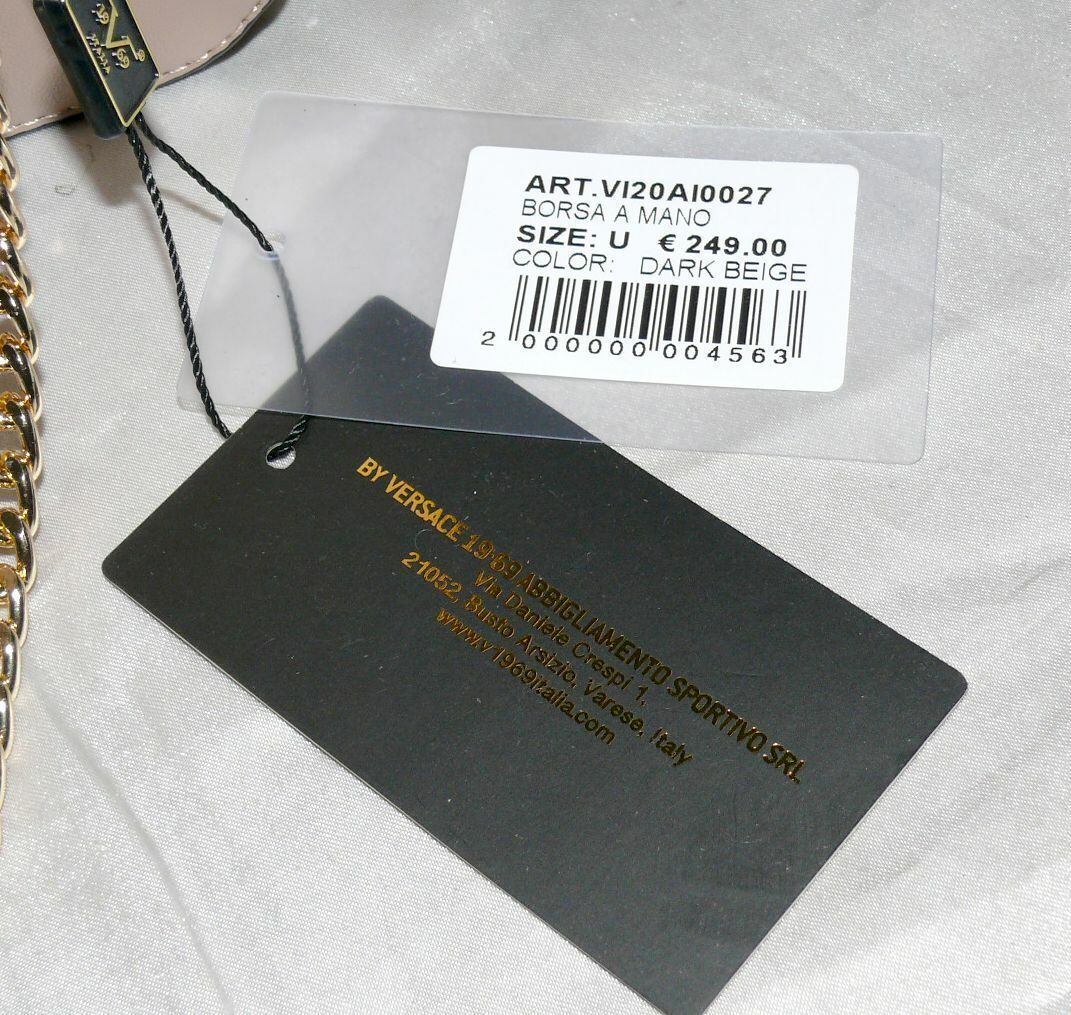 ART.VI20AI0027
BORSA A MANO
SIZE: U € 249.00
COLOR: DARK BEIGE
2 000000 004563
BY VERSACE 19·69 ABBIGLIAMENTO SPORTIVO SRL
Via Daniele Crespi 1,
21052, Busto Arsizio, Varese, Italy
www.v1969italia.com